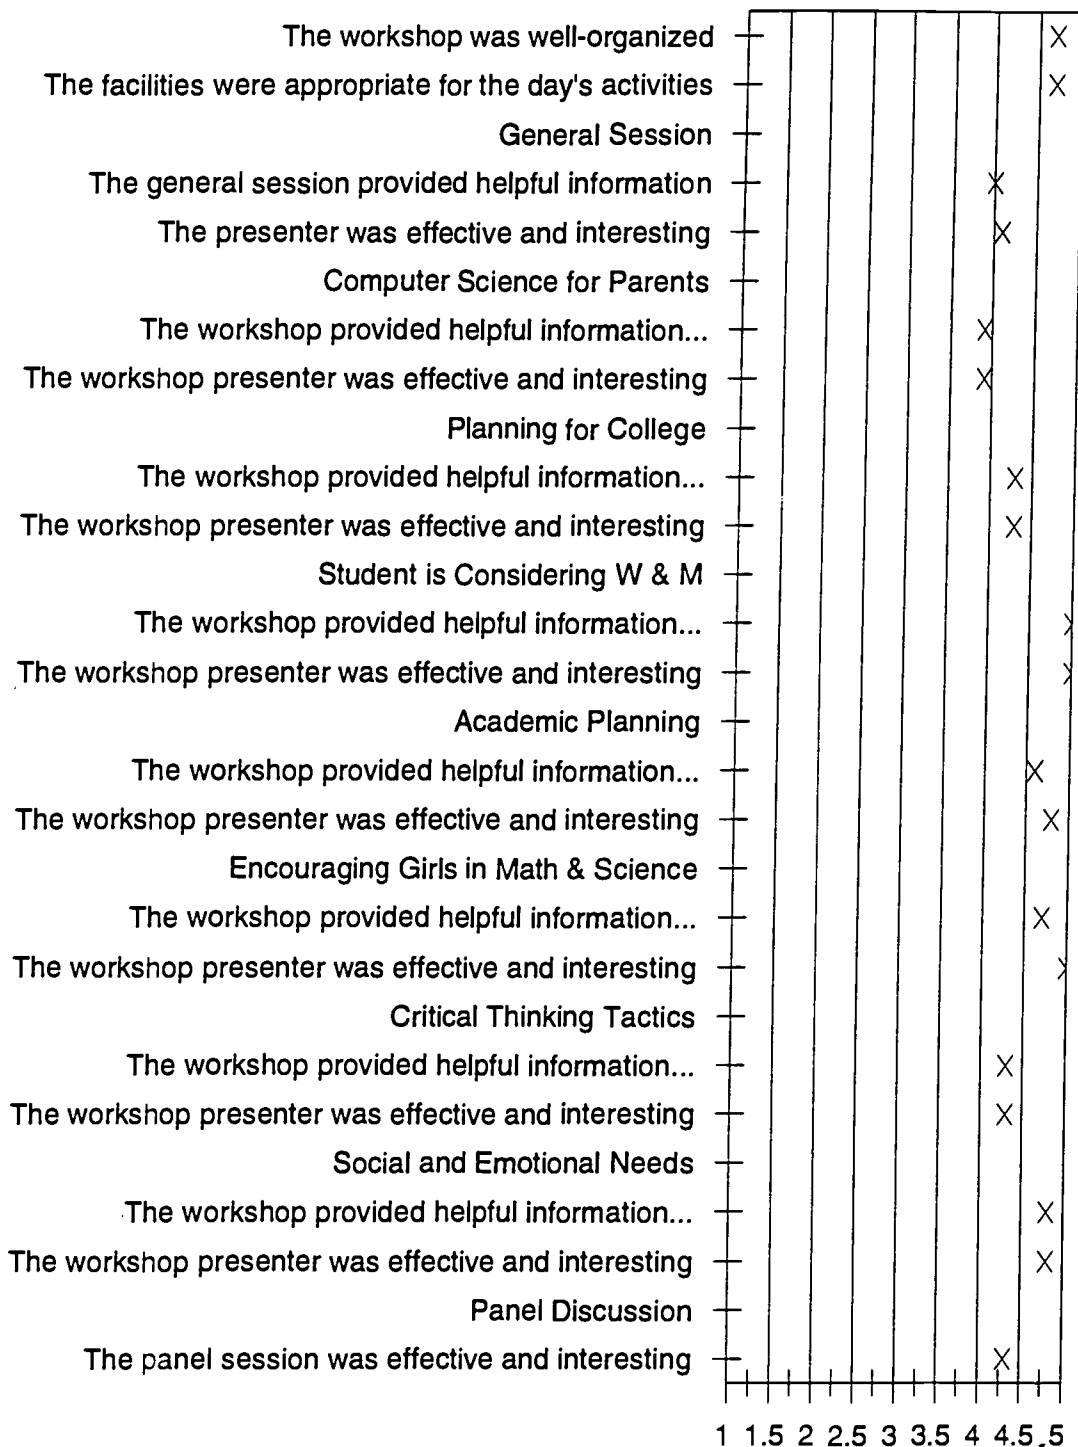 The workshop was well-organized
The facilities were appropriate for the day's activities
General Session
The general session provided helpful information
The presenter was effective and interesting
Computer Science for Parents
The workshop provided helpful information...
The workshop presenter was effective and interesting
Planning for College
The workshop provided helpful information...
The workshop presenter was effective and interesting
Student is Considering W & M
The workshop provided helpful information...
The workshop presenter was effective and interesting
Academic Planning
The workshop provided helpful information...
The workshop presenter was effective and interesting
Encouraging Girls in Math & Science
The workshop provided helpful information...
The workshop presenter was effective and interesting
Critical Thinking Tactics
The workshop provided helpful information...
The workshop presenter was effective and interesting
Social and Emotional Needs
The workshop provided helpful information...
The workshop presenter was effective and interesting
Panel Discussion
The panel session was effective and interesting
1 1.5 2 2.5 3 3.5 4 4.5 5